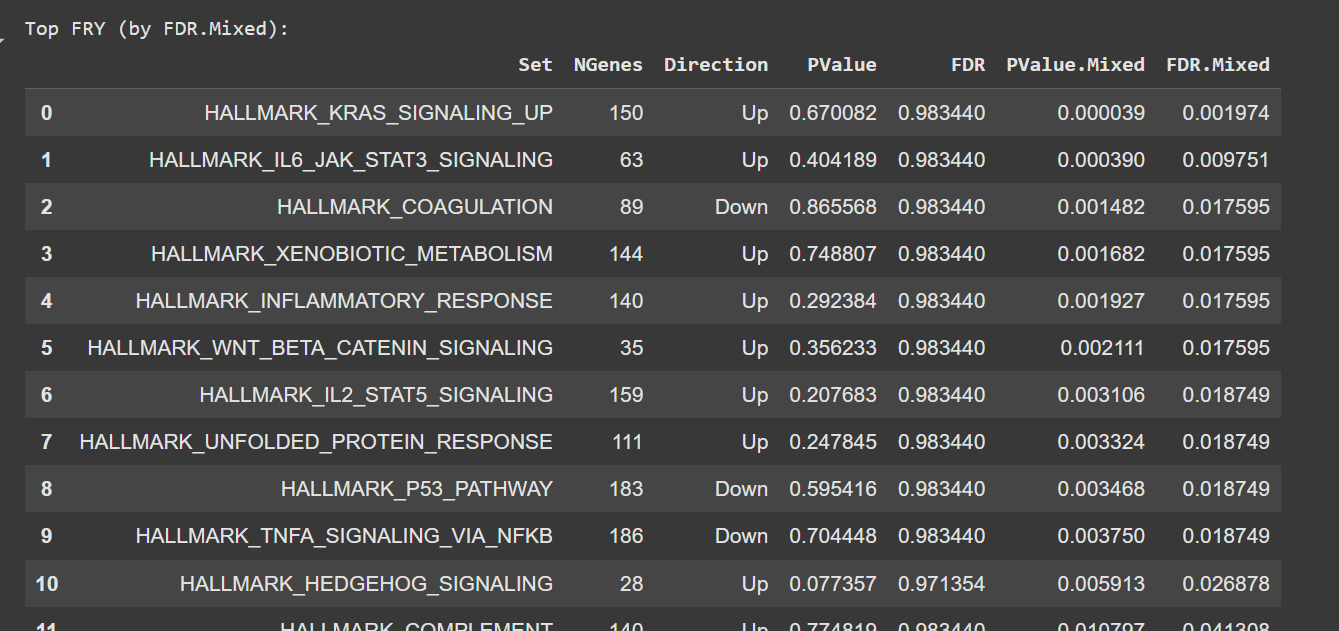 Top FRY (by FDR.Mixed):
Set NGenes Direction PValue FDR PValue.Mixed FDR.Mixed
0 HALLMARK_KRAS_SIGNALING_UP 150 Up 0.670082 0.983440 0.000039 0.001974
1 HALLMARK_IL6_JAK_STAT3_SIGNALING 63 Up 0.404189 0.983440 0.000390 0.009751
2 HALLMARK_COAGULATION 89 Down 0.865568 0.983440 0.001482 0.017595
3 HALLMARK_XENOBIOTIC_METABOLISM 144 Up 0.748807 0.983440 0.001682 0.017595
4 HALLMARK_INFLAMMATORY_RESPONSE 140 Up 0.292384 0.983440 0.001927 0.017595
5 HALLMARK_WNT_BETA_CATENIN_SIGNALING 35 Up 0.356233 0.983440 0.002111 0.017595
6 HALLMARK_IL2_STAT5_SIGNALING 159 Up 0.207683 0.983440 0.003106 0.018749
7 HALLMARK_UNFOLDED_PROTEIN_RESPONSE 111 Up 0.247845 0.983440 0.003324 0.018749
8 HALLMARK_P53_PATHWAY 183 Down 0.595416 0.983440 0.003468 0.018749
9 HALLMARK_TNFA_SIGNALING_VIA_NFKB 186 Down 0.704448 0.983440 0.003750 0.018749
10 HALLMARK_HEDGEHOG_SIGNALING 28 Up 0.077357 0.971354 0.005913 0.026878
11 HALLMARK_COMPLEMENT 140 Up 0.774819 0.983440 0.010797 0.041308